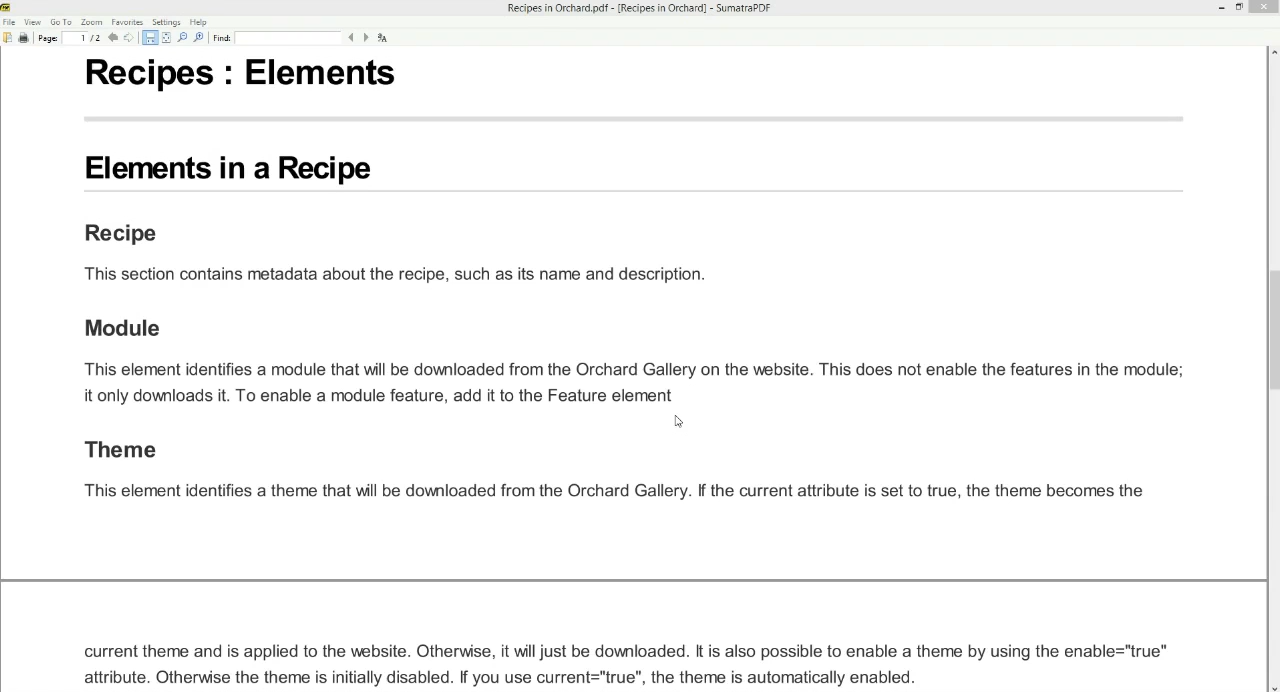 Recipes in Orchard.pdf - [Recipes in Orchard] - SumatraPDF
File View Go To Zoom Favorites Settings Help
Page: 1 / 2 Find:
Recipes : Elements
Elements in a Recipe
Recipe
This section contains metadata about the recipe, such as its name and description.
Module
This element identifies a module that will be downloaded from the Orchard Gallery on the website. This does not enable the features in the module;
it only downloads it. To enable a module feature, add it to the Feature element
Theme
This element identifies a theme that will be downloaded from the Orchard Gallery. If the current attribute is set to true, the theme becomes the
current theme and is applied to the website. Otherwise, it will just be downloaded. It is also possible to enable a theme by using the enable="true"
attribute. Otherwise the theme is initially disabled. If you use current="true", the theme is automatically enabled.